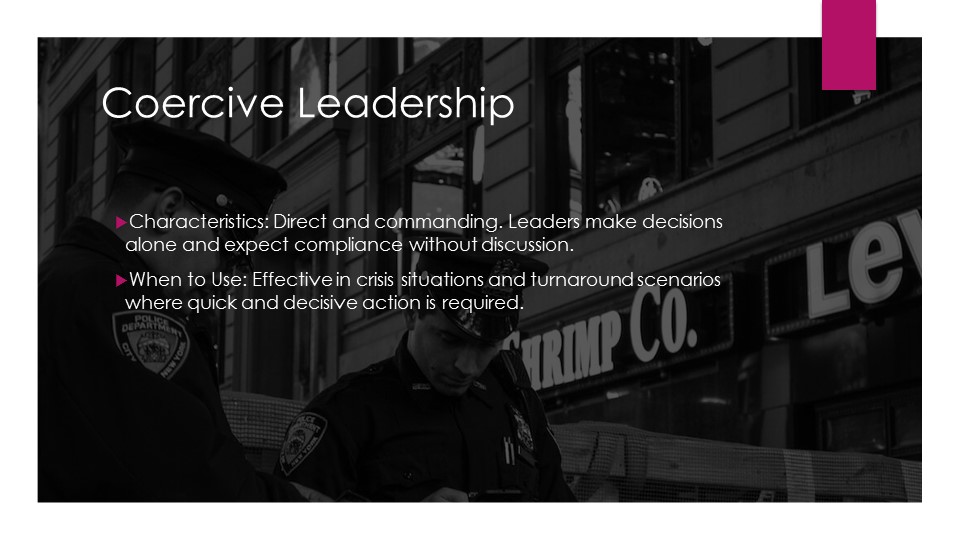 Coercive Leadership
Characteristics: Direct and commanding. Leaders make decisions
alone and expect compliance without discussion.
When to Use: Effective in crisis situations and turnaround scenarios
where quick and decisive action is required.
POLICE
DEPARTMENT
CITY OF
NEW YORK
SHRIMP CO.